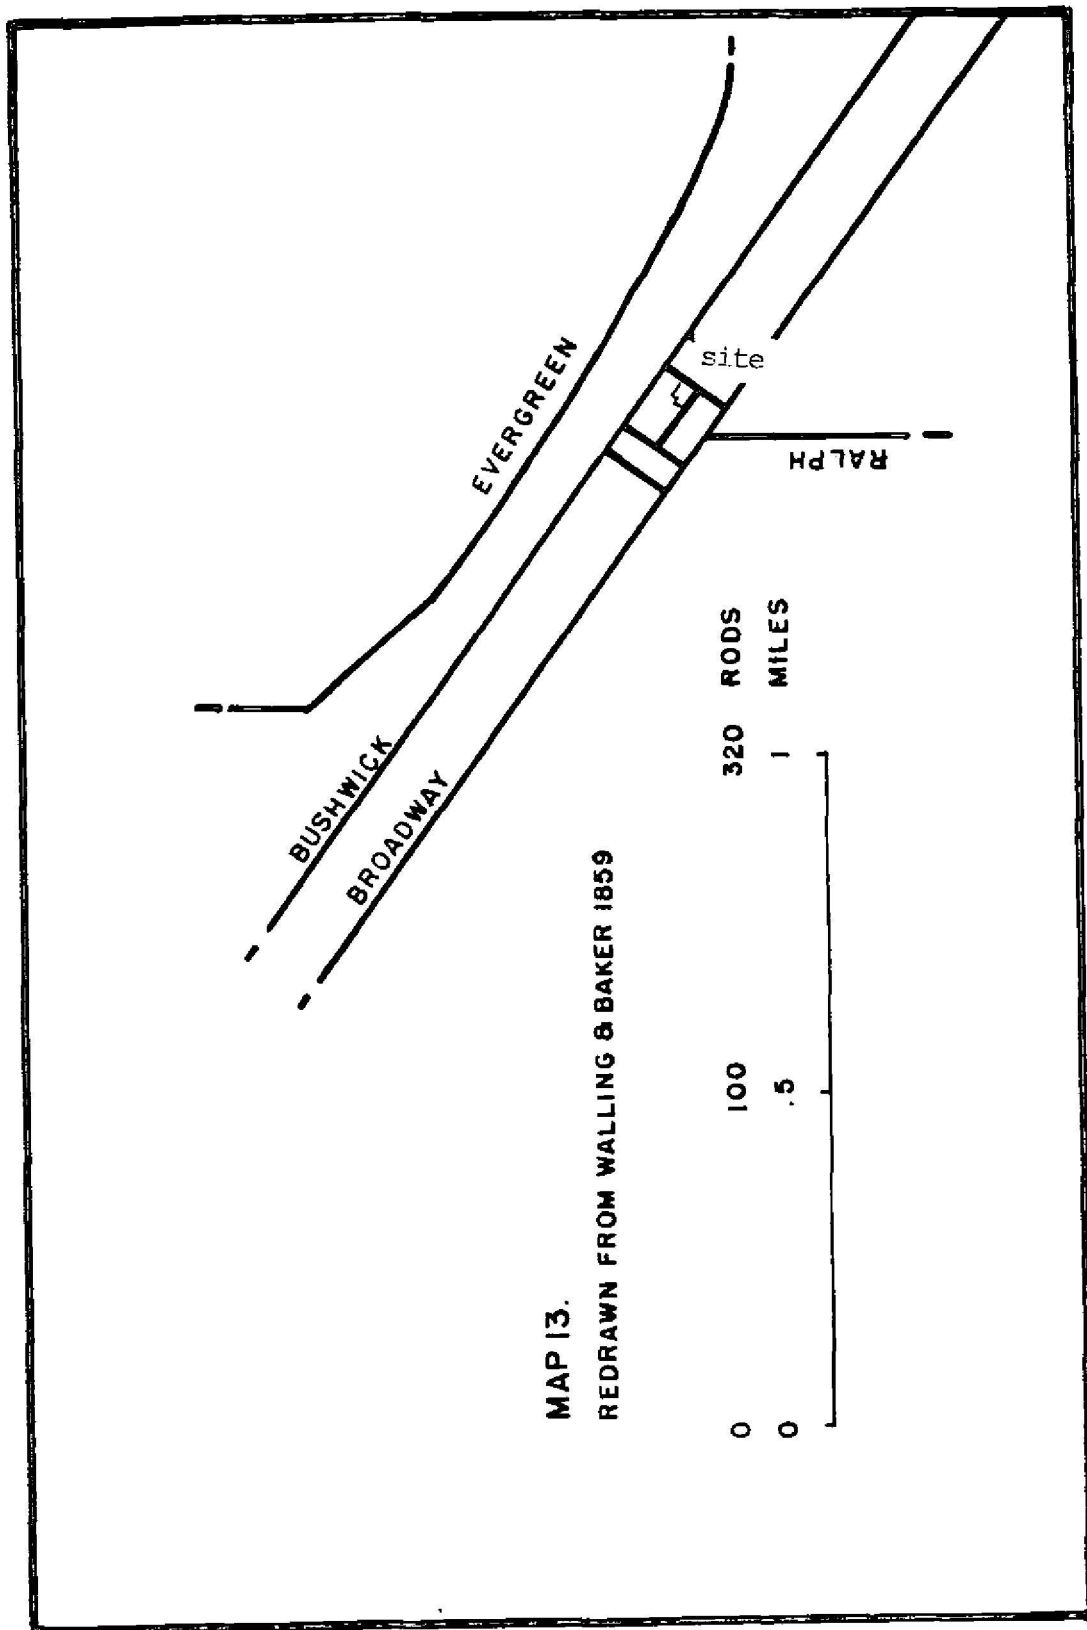 EVERGREEN
BUSHWICK
BROADWAY
site
RALPH
MAP 13.
REDRAWN FROM WALLING & BAKER 1859
0 100 320 RODS
0 .5 1 MILES